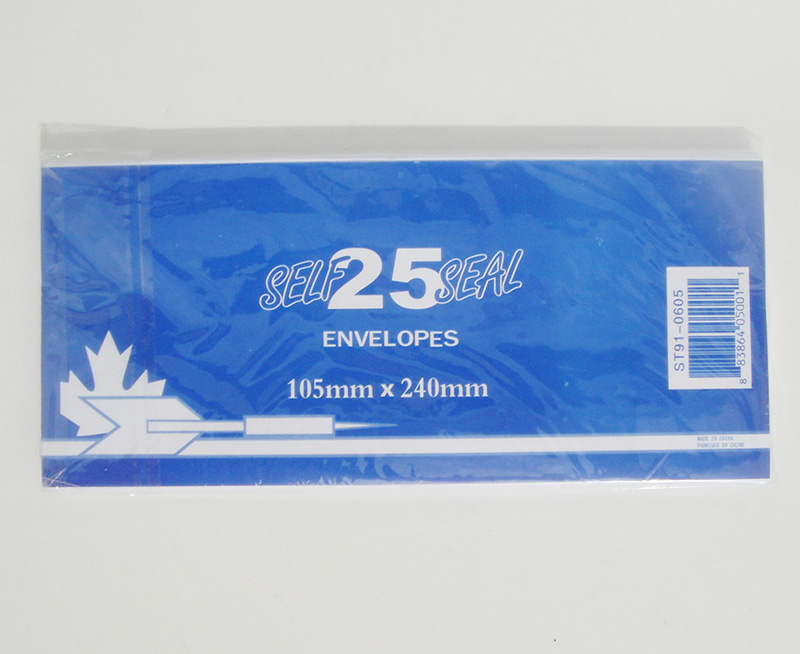 SELF 25 SEAL
ENVELOPES
105mm x 240mm
ST91-0605
8 83864 05001 1
MADE IN CHINA
FABRIQUÉ EN CHINE